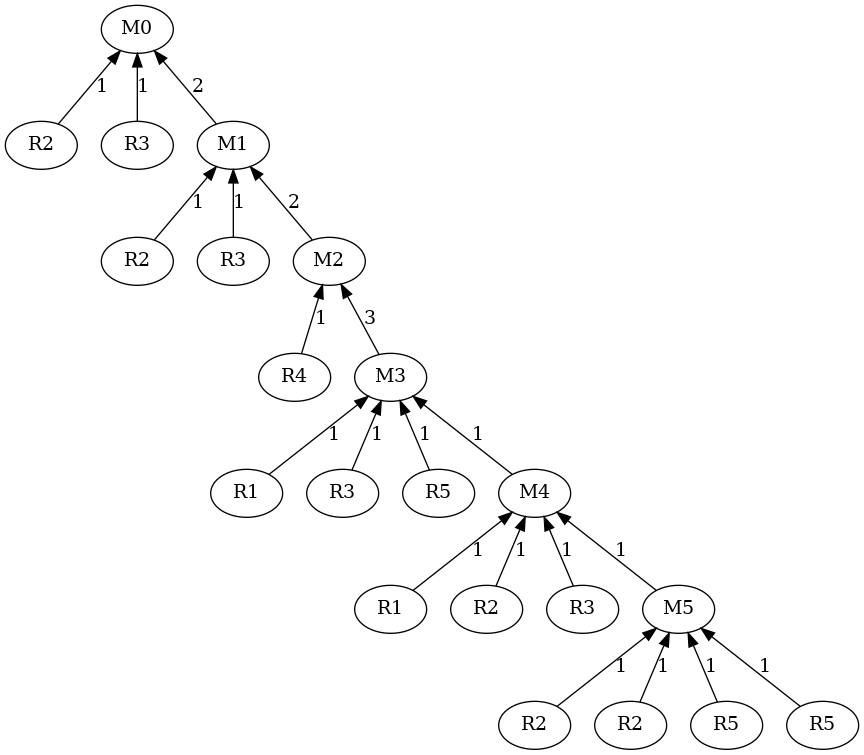 M0
1 1 2
R2 R3 M1
1 1 2
R2 R3 M2
1 3
R4 M3
1 1 1 1
R1 R3 R5 M4
1 1 1 1
R1 R2 R3 M5
1 1 1 1
R2 R2 R5 R5